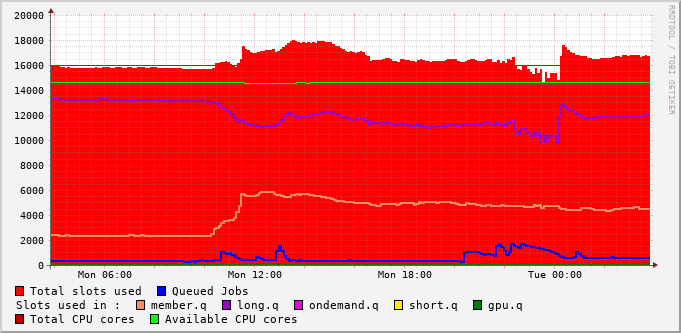 RRDTOOL / TOBI OETIKER
20000
18000
16000
14000
12000
10000
8000
6000
4000
2000
0
Mon 06:00 Mon 12:00 Mon 18:00 Tue 00:00
Total slots used Queued Jobs
Slots used in : member.q long.q ondemand.q short.q gpu.q
Total CPU cores Available CPU cores